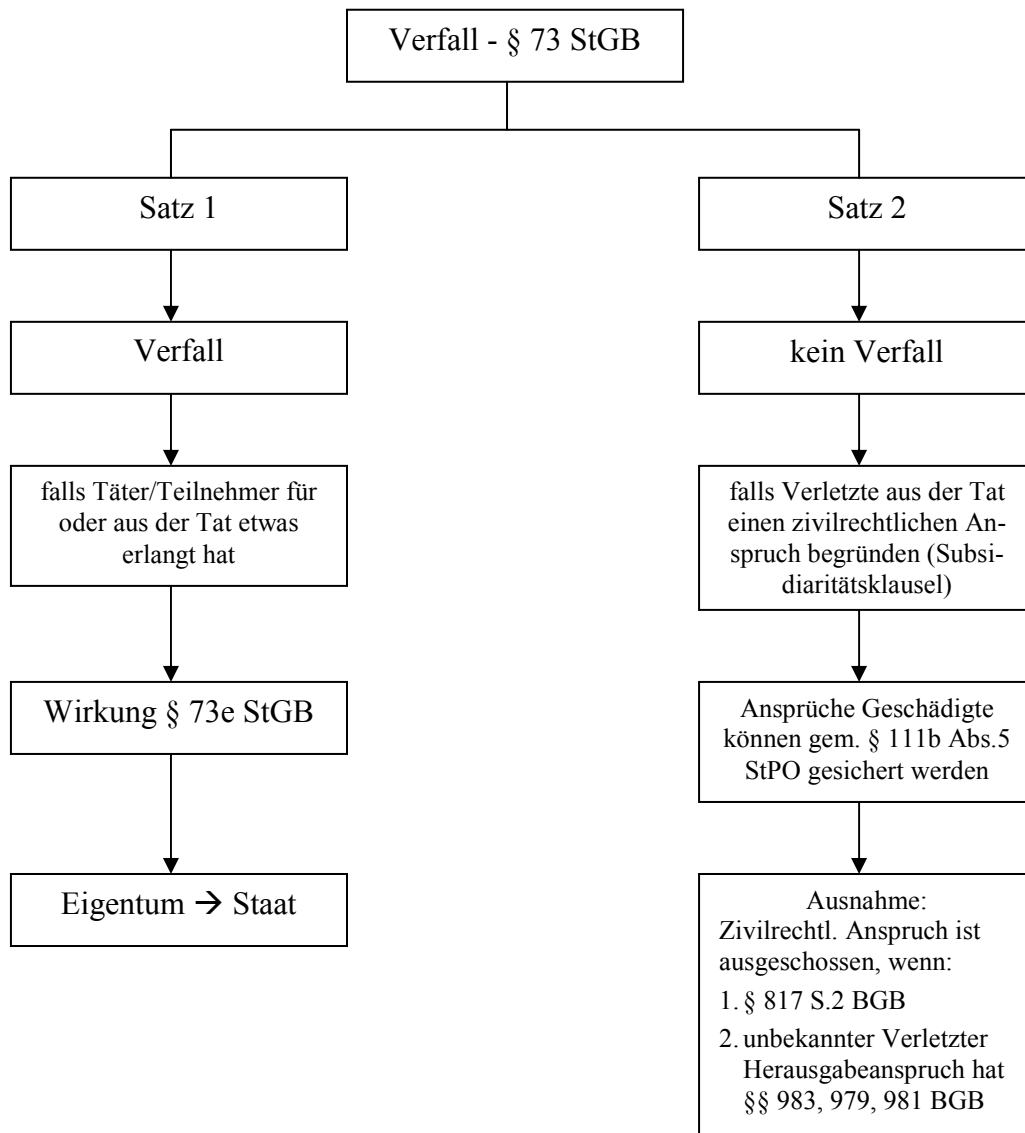 Verfall - § 73 StGB
Satz 1
Verfall
falls Täter/Teilnehmer für
oder aus der Tat etwas
erlangt hat
Wirkung § 73e StGB
Eigentum → Staat
Satz 2
kein Verfall
falls Verletzte aus der Tat
einen zivilrechtlichen An-
spruch begründen (Subsi-
diaritätsklausel)
Ansprüche Geschädigte
können gem. § 111b Abs.5
StPO gesichert werden
Ausnahme:
Zivilrechtl. Anspruch ist
ausgeschossen, wenn:
1. § 817 S.2 BGB
2. unbekannter Verletzter
Herausgabeanspruch hat
§§ 983, 979, 981 BGB